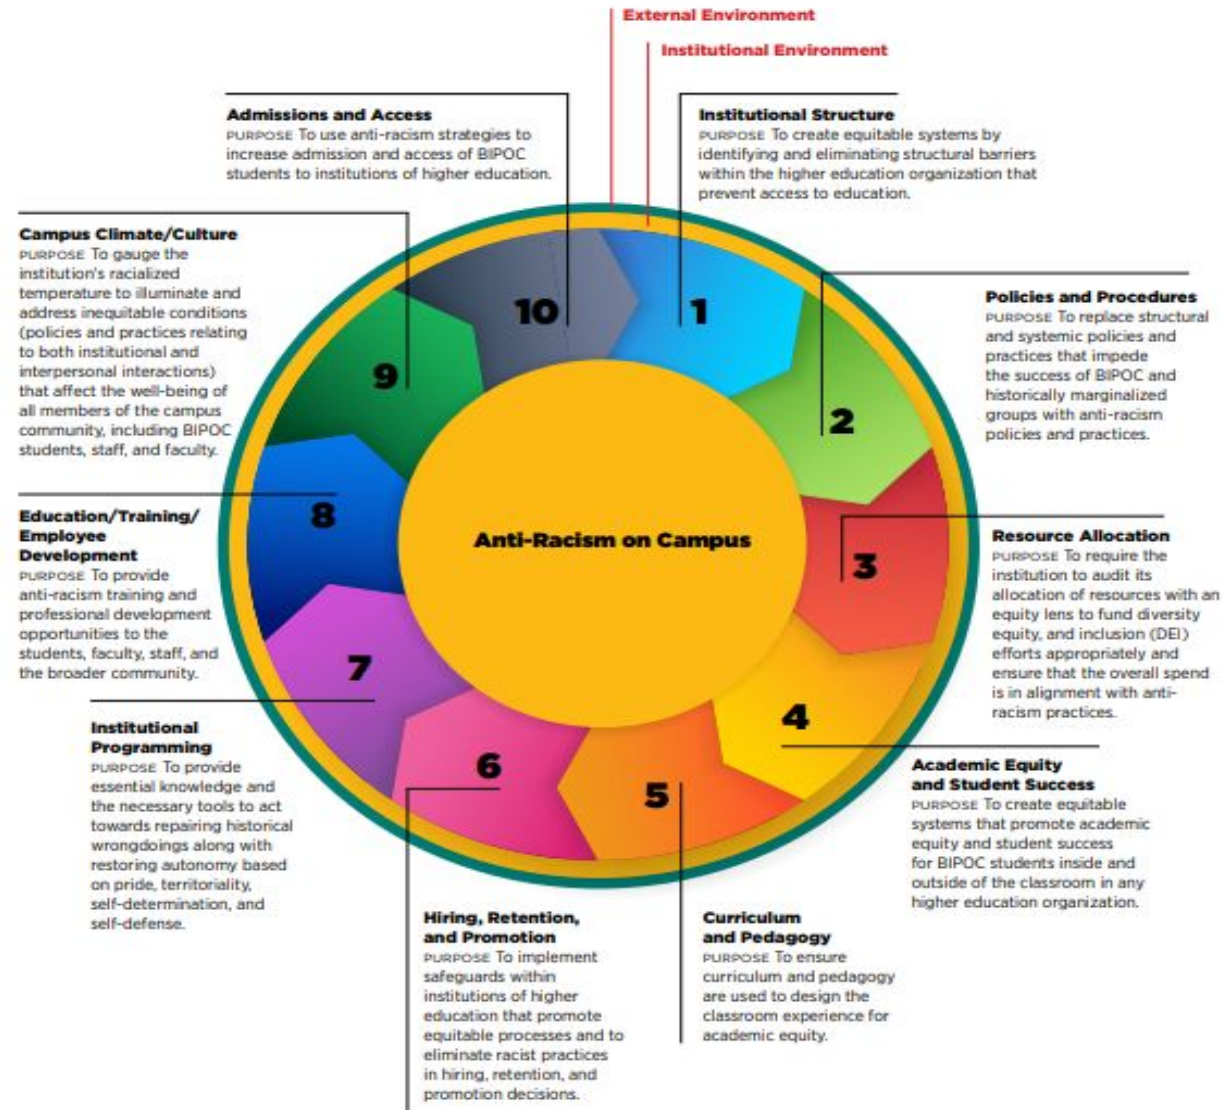 External Environment
Institutional Environment
Admissions and Access
PURPOSE To use anti-racism strategies to
increase admission and access of BIPOC
students to institutions of higher education.
Institutional Structure
PURPOSE To create equitable systems by
identifying and eliminating structural barriers
within the higher education organization that
prevent access to education.
Campus Climate/Culture
PURPOSE To gauge the
institution's racialized
temperature to illuminate and
address inequitable conditions
(policies and practices relating
to both institutional and
interpersonal interactions)
that affect the well-being of
all members of the campus
community, including BIPOC
students, staff, and faculty.
Policies and Procedures
PURPOSE To replace structural
and systemic policies and
practices that impede
the success of BIPOC and
historically marginalized
groups with anti-racism
policies and practices.
10
1
9
2
8
Anti-Racism on Campus
3
7
4
6
5
Education/Training/
Employee
Development
PURPOSE To provide
anti-racism training and
professional development
opportunities to the
students, faculty, staff, and
the broader community.
Resource Allocation
PURPOSE To require the
institution to audit its
allocation of resources with an
equity lens to fund diversity
equity, and inclusion (DEI)
efforts appropriately and
ensure that the overall spend
is in alignment with anti-
racism practices.
Institutional
Programming
PURPOSE To provide
essential knowledge and
the necessary tools to act
towards repairing historical
wrongdoings along with
restoring autonomy based
on pride, territoriality,
self-determination, and
self-defense.
Academic Equity
and Student Success
PURPOSE To create equitable
systems that promote academic
equity and student success
for BIPOC students inside and
outside of the classroom in any
higher education organization.
Hiring, Retention,
and Promotion
PURPOSE To implement
safeguards within
institutions of higher
education that promote
equitable processes and to
eliminate racist practices
in hiring, retention, and
promotion decisions.
Curriculum
and Pedagogy
PURPOSE To ensure
curriculum and pedagogy
are used to design the
classroom experience for
academic equity.